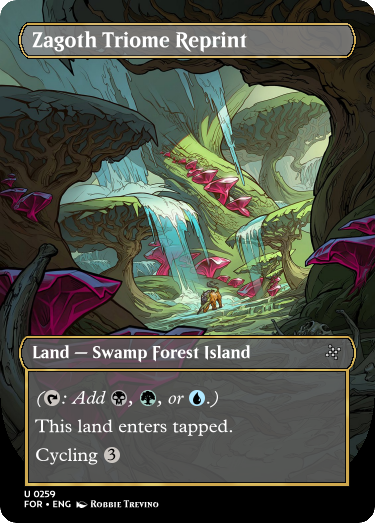 Zagoth Triome Reprint
Land — Swamp Forest Island
(: Add , , or .)
This land enters tapped.
Cycling 3
U 0259
FOR • ENG Robbie Trevino